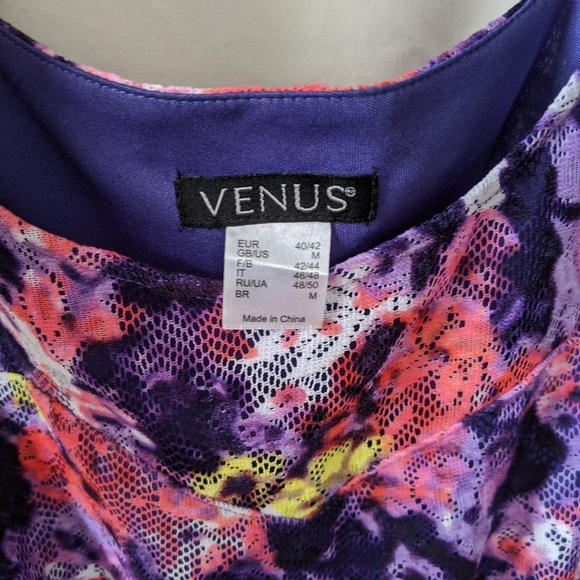 VENUS
EUR 40/42
GB/US M
F/B 42/44
IT 46/48
RU/UA 48/50
BR M
Made in China